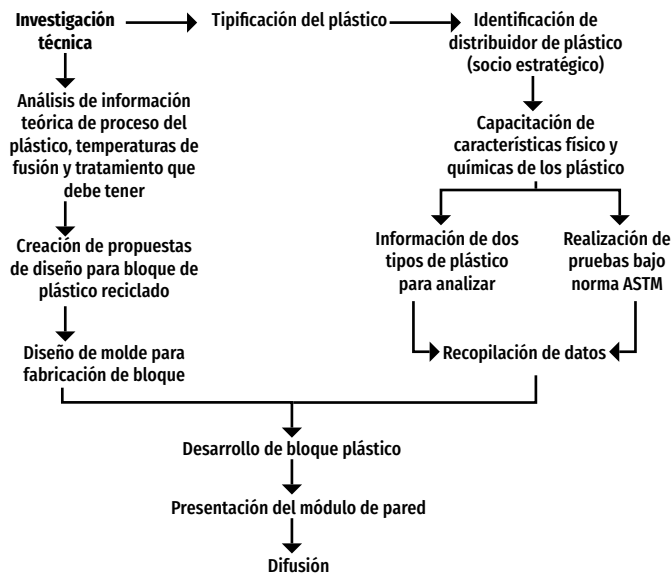 Investigación
técnica
Tipificación del plástico
Identificación de
distribuidor de plástico
(socio estratégico)
Análisis de información
teórica de proceso del
plástico, temperaturas de
fusión y tratamiento que
debe tener
Capacitación de
características físico y
químicas de los plástico
Creación de propuestas
de diseño para bloque de
plástico reciclado
Información de dos
tipos de plástico
para analizar
Realización de
pruebas bajo
norma ASTM
Diseño de molde para
fabricación de bloque
Recopilación de datos
Desarrollo de bloque plástico
Presentación del módulo de pared
Difusión